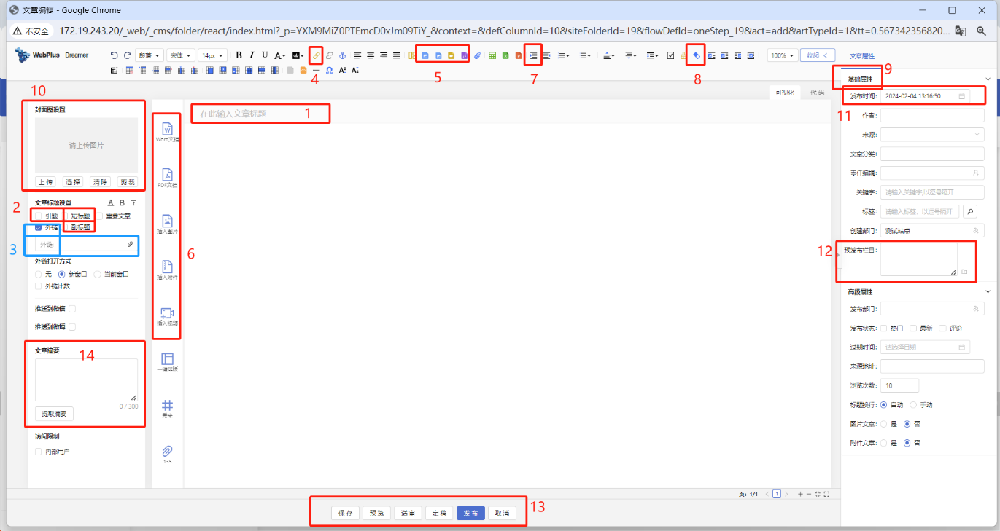 文章编辑 - Google Chrome
不安全 172.19.243.20/_web/_cms/folder/react/index.html?_p=YXM9MiZ0PTEmcD0xJm09TiY_&context=&defColumnId=10&siteFolderId=19&flowDefId=oneStep_19&act=add&artTypeId=1&tt=0.567342356820...
WebPlus Dreamer 段落 宋体 14px B I U A 100% 收起 文章属性
4 5 7 8 9
10
封面图设置
请上传图片
上传 选择 清除 剪裁
2
文章标题设置 A B T
引题 短标题 重要文章
外链 副标题
3
外链:
外链打开方式
无 新窗口 当前窗口
外链计数
推送到微信
推送到微博
文章摘要 14
0 / 300
提取摘要
访问限制
内部用户
Word文档
PDF文档
插入图片
插入附件
插入视频
6
一键排版
秀米
135
可视化 代码
在此输入文章标题 1
页: 1/1 1
保存 预览 送审 定稿 发布 取消 13
基础属性
发布时间: 2024-02-04 13:16:50
11
作者:
来源:
文章分类:
责任编辑:
关键字: 请输入关键字,以逗号隔开
标签: 请输入标签、以逗号隔开
创建部门: 测试站点
12 预发布栏目:
高级属性
发布部门:
发布状态: 热门 最新 评论
过期时间: 请选择日期
来源地址:
浏览次数: 10
标题换行: 自动 手动
图片文章: 是 否
附件文章: 是 否